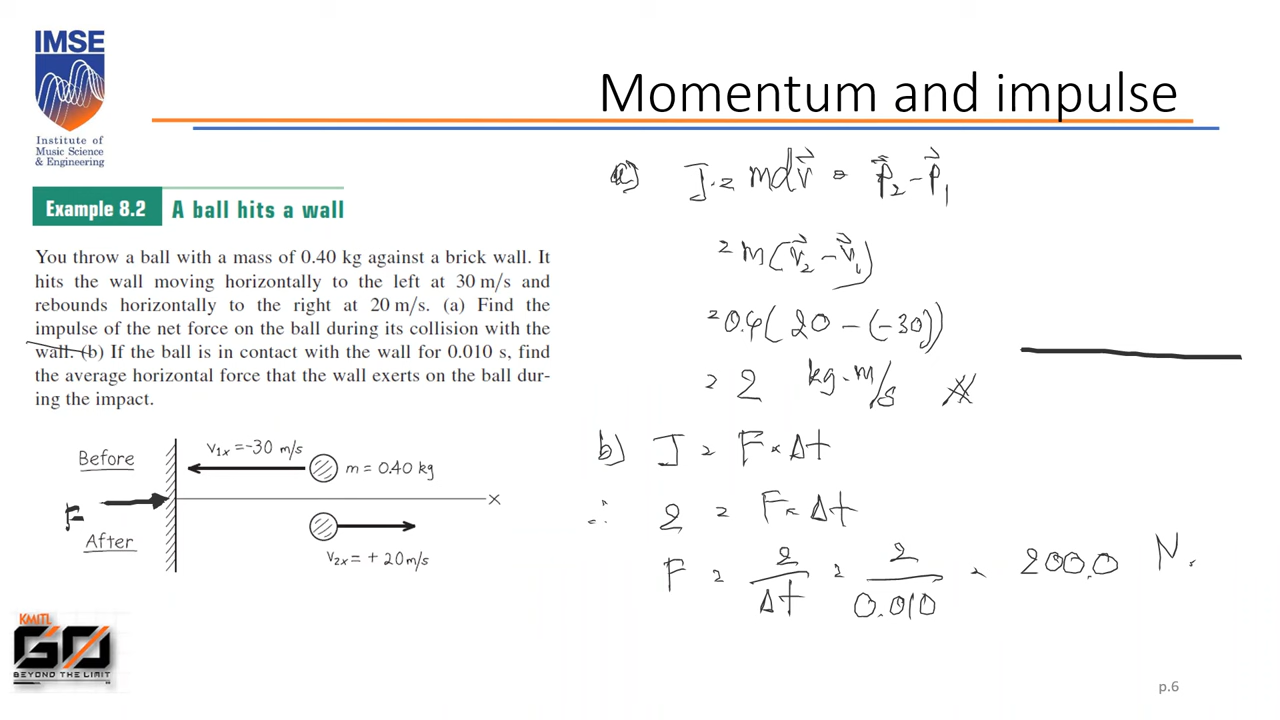 IMSE
Institute of
Music Science
& Engineering
Momentum and impulse
Example 8.2 A ball hits a wall
You throw a ball with a mass of 0.40 kg against a brick wall. It
hits the wall moving horizontally to the left at 30 m/s and
rebounds horizontally to the right at 20 m/s. (a) Find the
impulse of the net force on the ball during its collision with the
wall. (b) If the ball is in contact with the wall for 0.010 s, find
the average horizontal force that the wall exerts on the ball dur-
ing the impact.
Before
v₁ₓ = -30 m/s
m = 0.40 kg
x
F
After
v₂ₓ = + 20 m/s
a) J = mdv⃗ = p⃗₂ - p⃗₁
= m(v⃗₂ - v⃗₁)
= 0.4(20 - (-30))
= 2 kg·m/s
b) J = F × Δt
∴ 2 = F × Δt
F = 2/Δt = 2/0.010 = 200.0 N.
KMITL
GO
BEYOND THE LIMIT
p.6